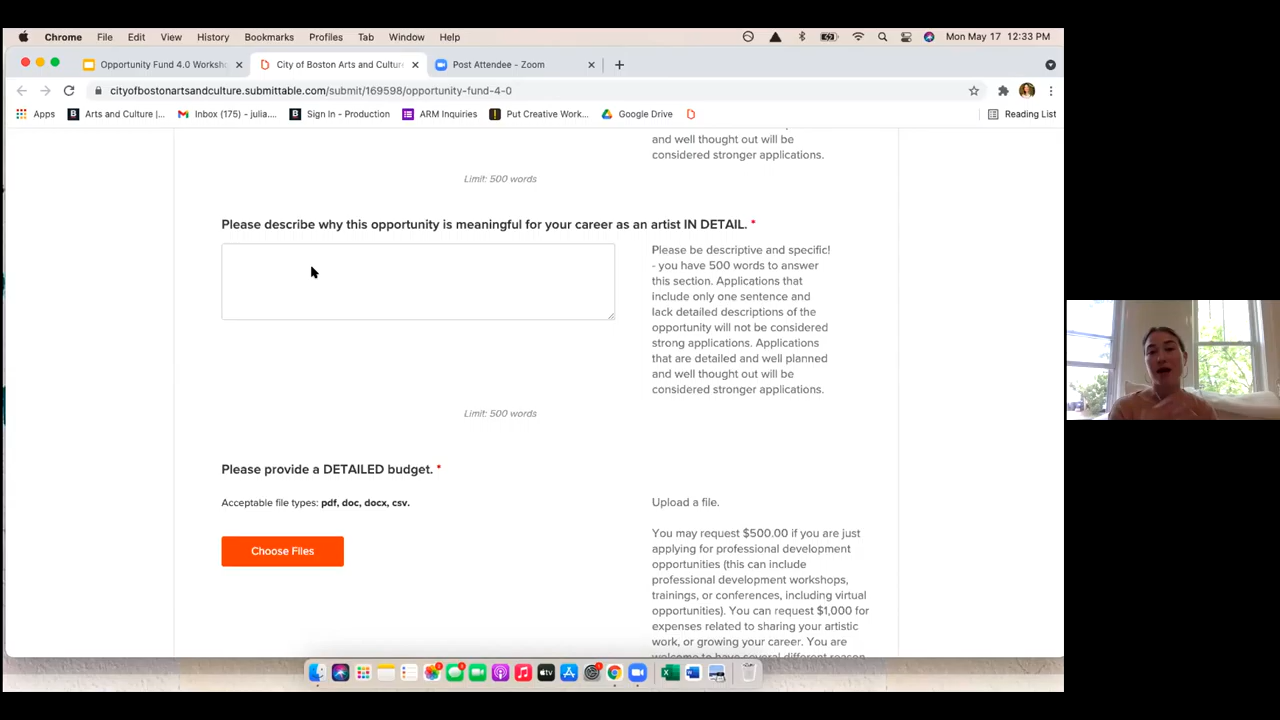 Chrome File Edit View History Bookmarks Profiles Tab Window Help Mon May 17 12:33 PM
Opportunity Fund 4.0 Worksh City of Boston Arts and Culture Post Attendee - Zoom
cityofbostonartsandculture.submittable.com/submit/169598/opportunity-fund-4-0
Apps Arts and Culture |... Inbox (175) - julia.... Sign In - Production ARM Inquiries Put Creative Work... Google Drive Reading List
and well thought out will be
considered stronger applications.
Limit: 500 words
Please describe why this opportunity is meaningful for your career as an artist IN DETAIL. *
Please be descriptive and specific!
- you have 500 words to answer
this section. Applications that
include only one sentence and
lack detailed descriptions of the
opportunity will not be considered
strong applications. Applications
that are detailed and well planned
and well thought out will be
considered stronger applications.
Limit: 500 words
Please provide a DETAILED budget. *
Acceptable file types: pdf, doc, docx, csv.
Upload a file.
Choose Files
You may request $500.00 if you are just
applying for professional development
opportunities (this can include
professional development workshops,
trainings, or conferences, including virtual
opportunities). You can request $1,000 for
expenses related to sharing your artistic
work, or growing your career. You are
welcome to have several different reason